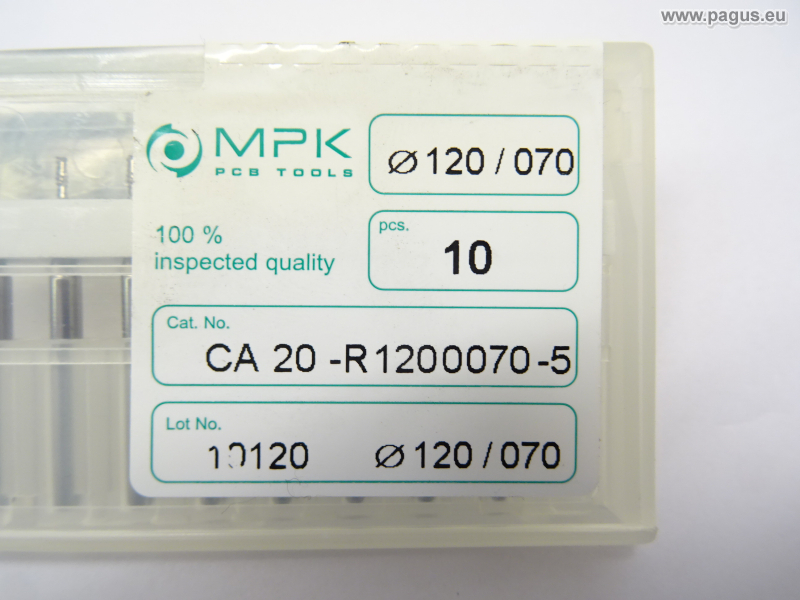 www.pagus.eu
MPK
PCB TOOLS
Ø 120 / 070
100 %
inspected quality
pcs.
10
Cat. No.
CA 20 -R1200070-5
Lot No.
10120 Ø 120 / 070